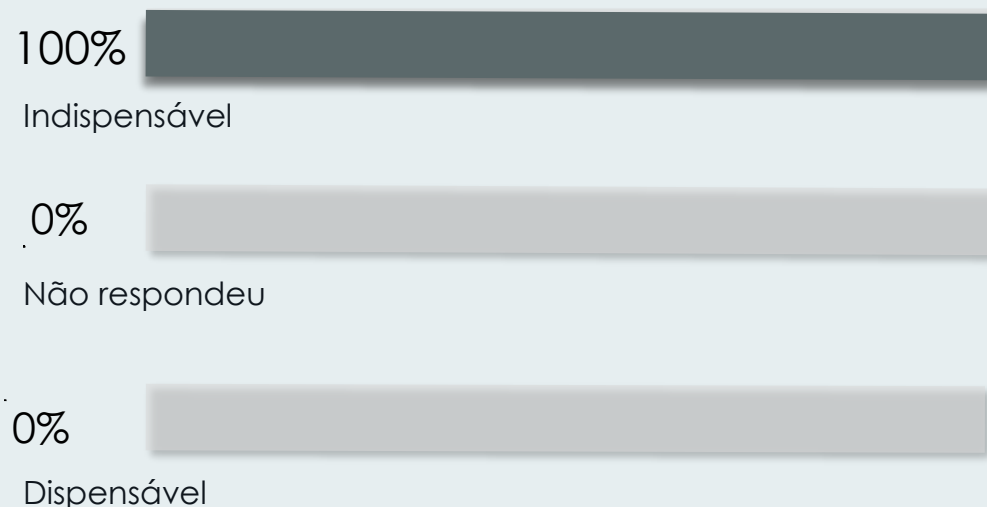 100%
Indispensável
0%
Não respondeu
0%
Dispensável